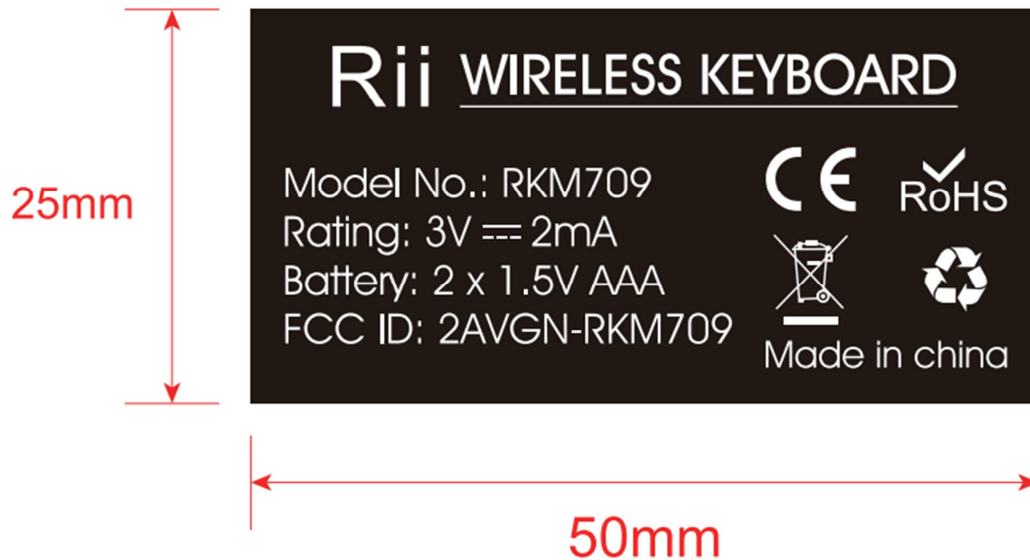 Rii WIRELESS KEYBOARD
25mm
Model No.: RKM709
Rating: 3V ⎓ 2mA
Battery: 2 x 1.5V AAA
FCC ID: 2AVGN-RKM709
CE
RoHS
Made in china
50mm